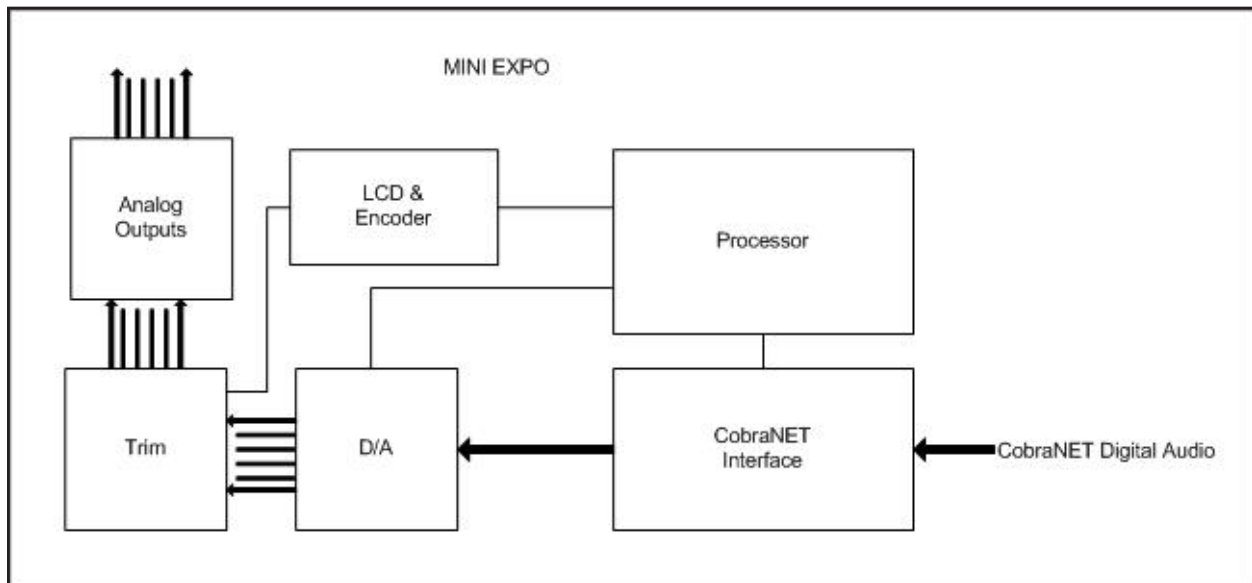 MINI EXPO
Analog
Outputs
LCD &
Encoder
Processor
Trim
D/A
CobraNET
Interface
CobraNET Digital Audio